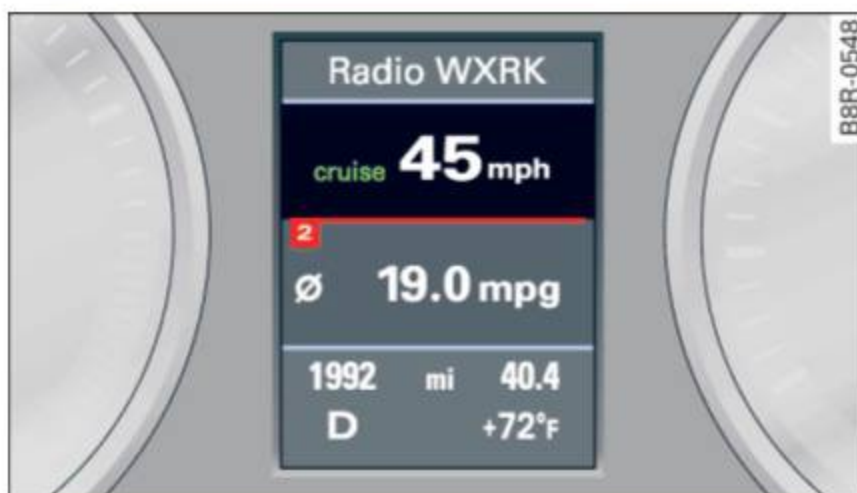 Radio WXRK
cruise 45 mph
2
Ø 19.0 mpg
1992 mi 40.4
D +72°F
B8R-0548